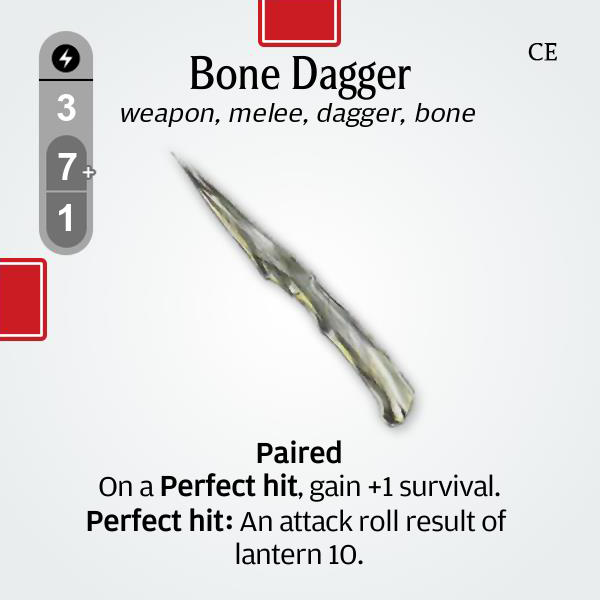 CE
Bone Dagger
weapon, melee, dagger, bone
3
7+
1
Paired
On a Perfect hit, gain +1 survival.
Perfect hit: An attack roll result of
lantern 10.